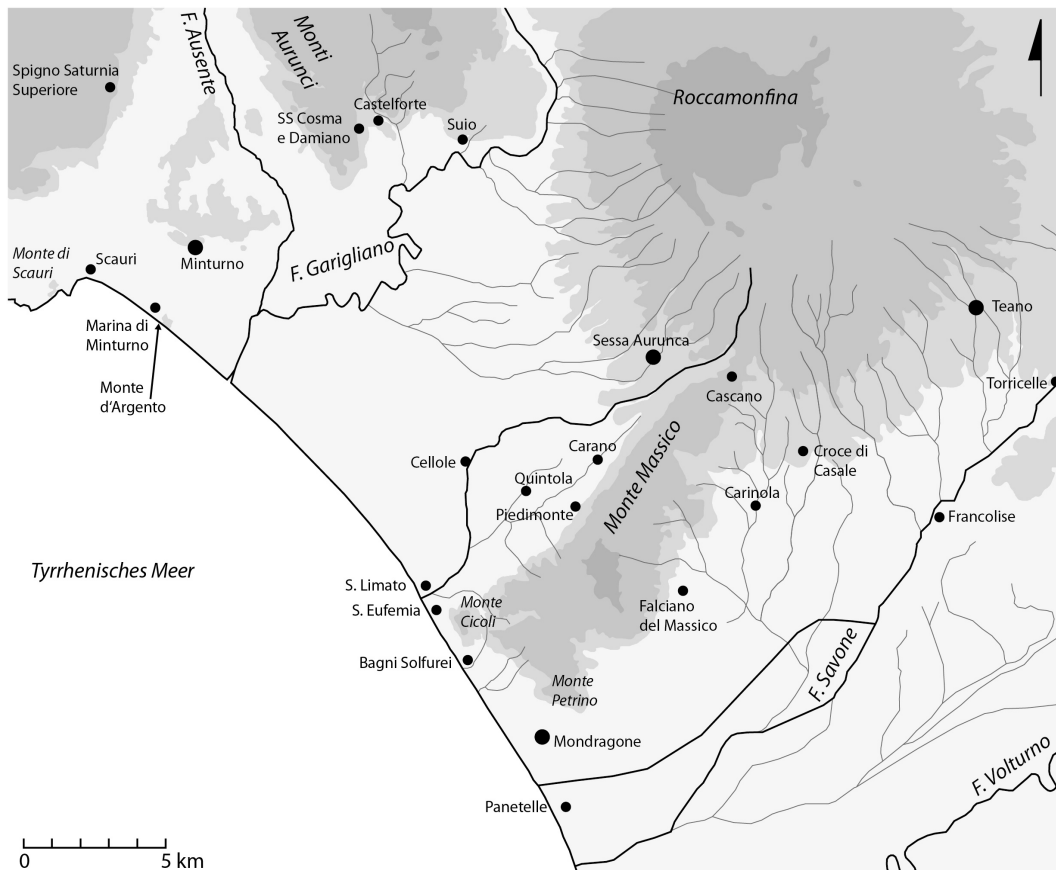 F. Ausente
Monti
Aurunci
Spigno Saturnia
Superiore
Castelforte
SS Cosma
e Damiano
Suio
Roccamonfina
Monte di
Scauri
Scauri
Minturno
F. Garigliano
Marina di
Minturno
Monte
d‘Argento
Teano
Sessa Aurunca
Torricelle
Cascano
Monte Massico
Carano
Cellole
Quintola
Piedimonte
Croce di
Casale
Carinola
Francolise
Tyrrhenisches Meer
S. Limato
S. Eufemia
Monte
Cicoli
Falciano
del Massico
Bagni Solfurei
Monte
Petrino
F. Savone
Mondragone
F. Volturno
Panetelle
0 5 km